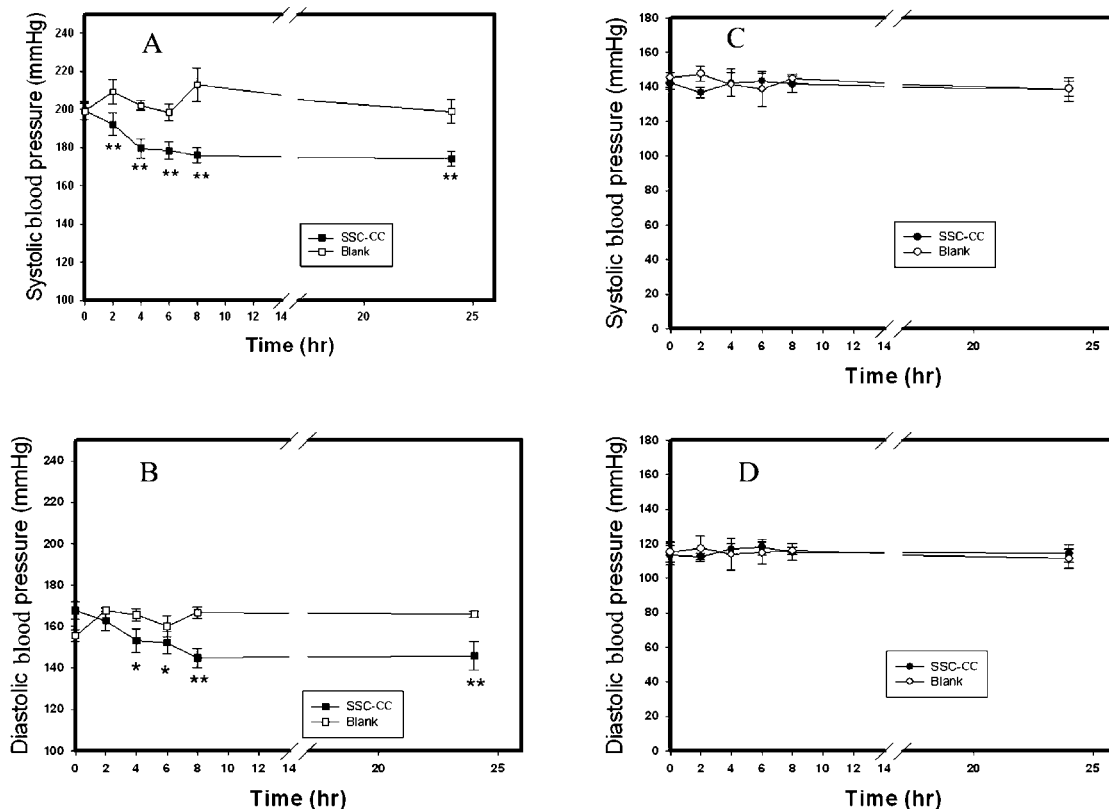 A
Systolic blood pressure (mmHg)
240
220
200
180
160
140
120
100
** ** ** ** **
SSC-CC
Blank
0 2 4 6 8 10 12 14 20 25
Time (hr)
C
Systolic blood pressure (mmHg)
180
160
140
120
100
80
60
40
20
0
SSC-CC
Blank
0 2 4 6 8 10 12 14 20 25
Time (hr)
B
Diastolic blood pressure (mmHg)
240
220
200
180
160
140
120
100
* * ** **
SSC-CC
Blank
0 2 4 6 8 10 12 14 20 25
Time (hr)
D
Diastolic blood pressure (mmHg)
180
160
140
120
100
80
60
40
20
0
SSC-CC
Blank
0 2 4 6 8 10 12 14 20 25
Time (hr)